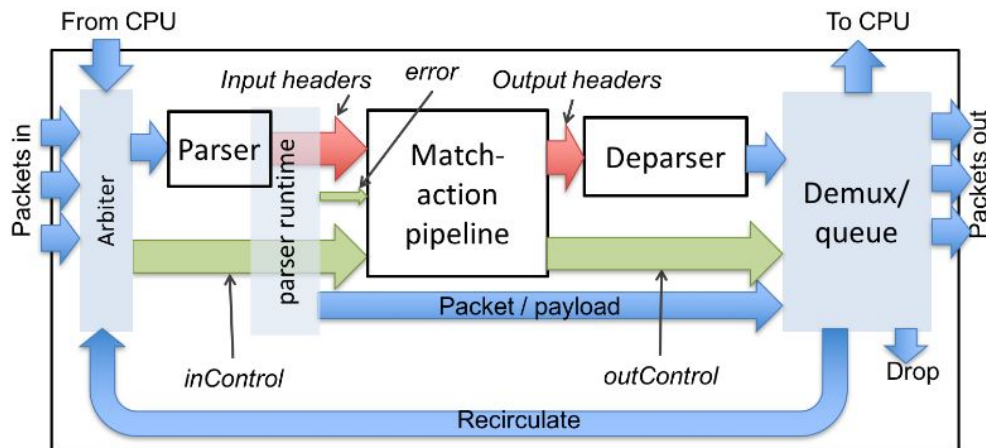 From CPU
To CPU
Input headers
error
Output headers
Packets in
Arbiter
Parser
parser runtime
Match-
action
pipeline
Deparser
Demux/
queue
Packets out
Packet / payload
inControl
outControl
Drop
Recirculate